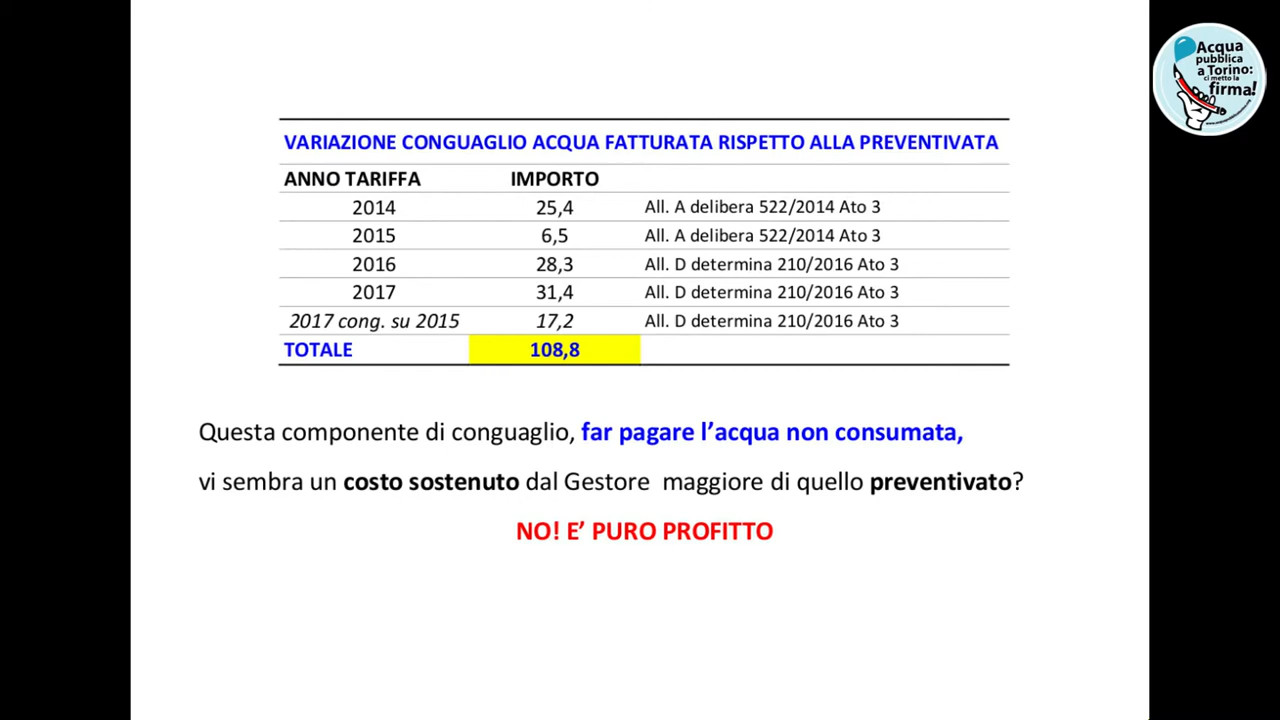 Acqua
pubblica
a Torino:
ci metto la
firma!
VARIAZIONE CONGUAGLIO ACQUA FATTURATA RISPETTO ALLA PREVENTIVATA
ANNO TARIFFA IMPORTO
2014 25,4 All. A delibera 522/2014 Ato 3
2015 6,5 All. A delibera 522/2014 Ato 3
2016 28,3 All. D determina 210/2016 Ato 3
2017 31,4 All. D determina 210/2016 Ato 3
2017 cong. su 2015 17,2 All. D determina 210/2016 Ato 3
TOTALE 108,8
Questa componente di conguaglio, far pagare l’acqua non consumata,
vi sembra un costo sostenuto dal Gestore maggiore di quello preventivato?
NO! E’ PURO PROFITTO